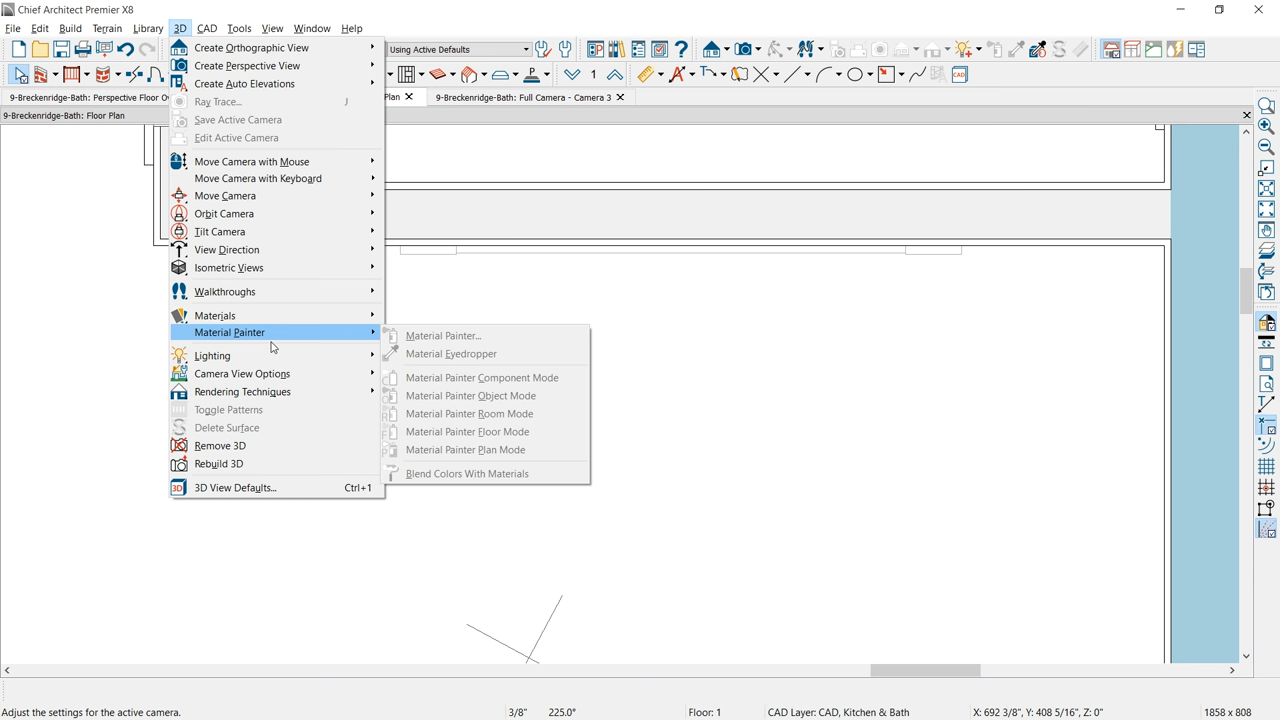 Chief Architect Premier X8
File Edit Build Terrain Library 3D CAD Tools View Window Help
Using Active Defaults
1
9-Breckenridge-Bath: Perspective Floor O
Plan
9-Breckenridge-Bath: Full Camera - Camera 3
9-Breckenridge-Bath: Floor Plan
Create Orthographic View
Create Perspective View
Create Auto Elevations
Ray Trace... J
Save Active Camera
Edit Active Camera
Move Camera with Mouse
Move Camera with Keyboard
Move Camera
Orbit Camera
Tilt Camera
View Direction
Isometric Views
Walkthroughs
Materials
Material Painter
Lighting
Camera View Options
Rendering Techniques
Toggle Patterns
Delete Surface
Remove 3D
Rebuild 3D
3D View Defaults... Ctrl+1
Material Painter...
Material Eyedropper
Material Painter Component Mode
Material Painter Object Mode
Material Painter Room Mode
Material Painter Floor Mode
Material Painter Plan Mode
Blend Colors With Materials
Adjust the settings for the active camera. 3/8" 225.0° Floor: 1 CAD Layer: CAD, Kitchen & Bath X: 692 3/8", Y: 408 5/16", Z: 0" 1858 x 808